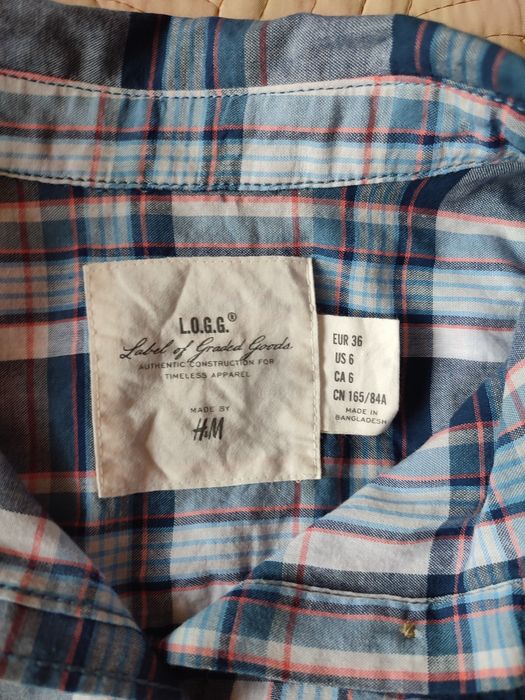 L.O.G.G.®
Label of Graded Goods
AUTHENTIC CONSTRUCTION FOR
TIMELESS APPAREL
MADE BY
H&M
EUR 36
US 6
CA 6
CN 165/84A
MADE IN
BANGLADESH